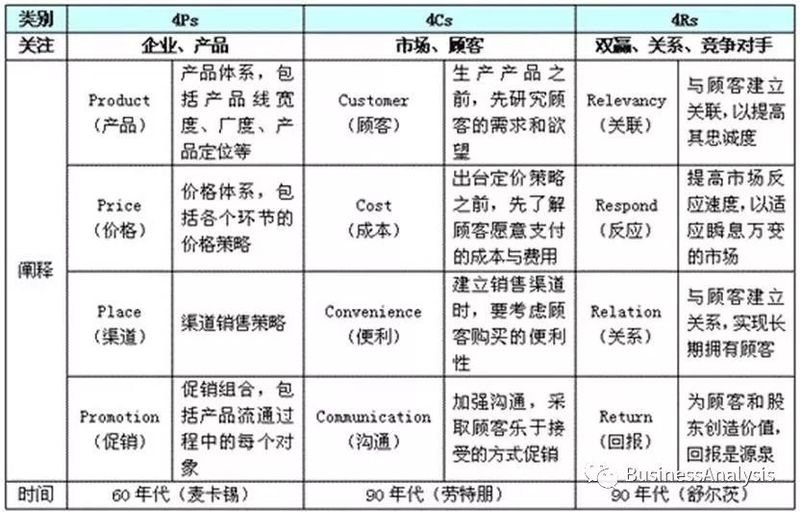 类别 4Ps 4Cs 4Rs
关注 企业、产品 市场、顾客 双赢、关系、竞争对手
阐释
Product
（产品）
产品体系，包
括产品线宽
度、广度、产
品定位等
Customer
（顾客）
生产产品之
前，先研究顾
客的需求和欲
望
Relevancy
（关联）
与顾客建立
关联，以提高
其忠诚度
Price
（价格）
价格体系，包
括各个环节的
价格策略
Cost
（成本）
出台定价策略
之前，先了解
顾客愿意支付
的成本与费用
Respond
（反应）
提高市场反
应速度，以适
应瞬息万变
的市场
Place
（渠道）
渠道销售策略
Convenience
（便利）
建立销售渠道
时，要考虑顾
客购买的便利
性
Relation
（关系）
与顾客建立
关系，实现长
期拥有顾客
Promotion
（促销）
促销组合，包
括产品流通过
程中的每个对
象
Communication
（沟通）
加强沟通，采
取顾客乐于接
受的方式促销
Return
（回报）
为顾客和股
东创造价值，
回报是源泉
BusinessAnalysis
时间 60年代（麦卡锡） 90年代（劳特朋） 90年代（舒尔茨）